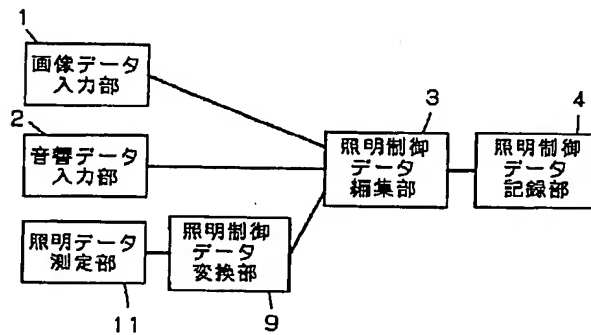 1
画像データ
入力部
2
音響データ
入力部
3
照明制御
データ
編集部
4
照明制御
データ
記録部
照明データ
測定部
11
照明制御
データ
変換部
9